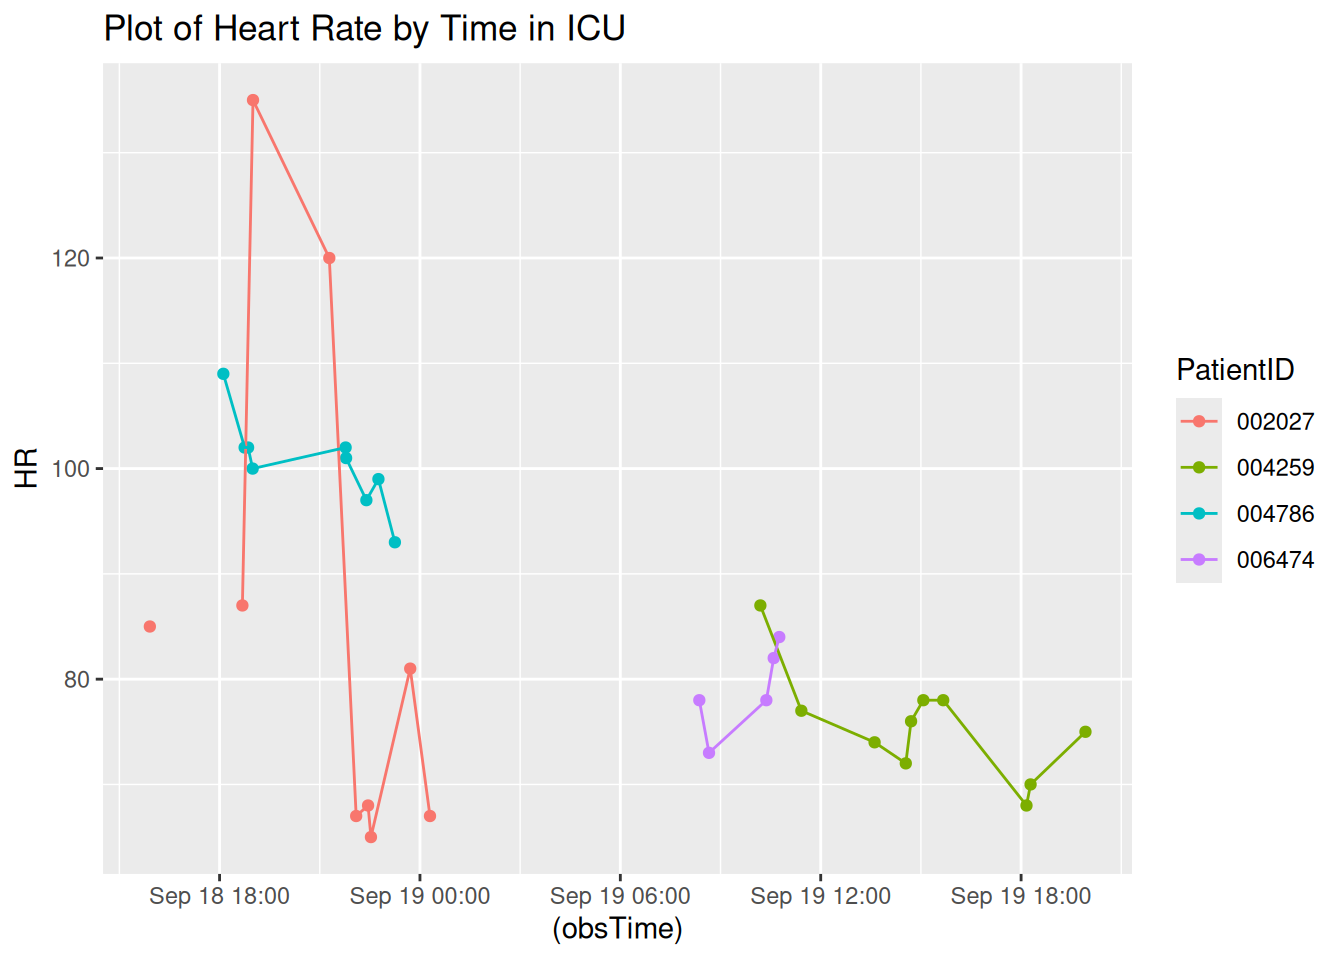 Plot of Heart Rate by Time in ICU
120
100
80
HR
Sep 18 18:00 Sep 19 00:00 Sep 19 06:00 Sep 19 12:00 Sep 19 18:00
(obsTime)
PatientID
002027
004259
004786
006474